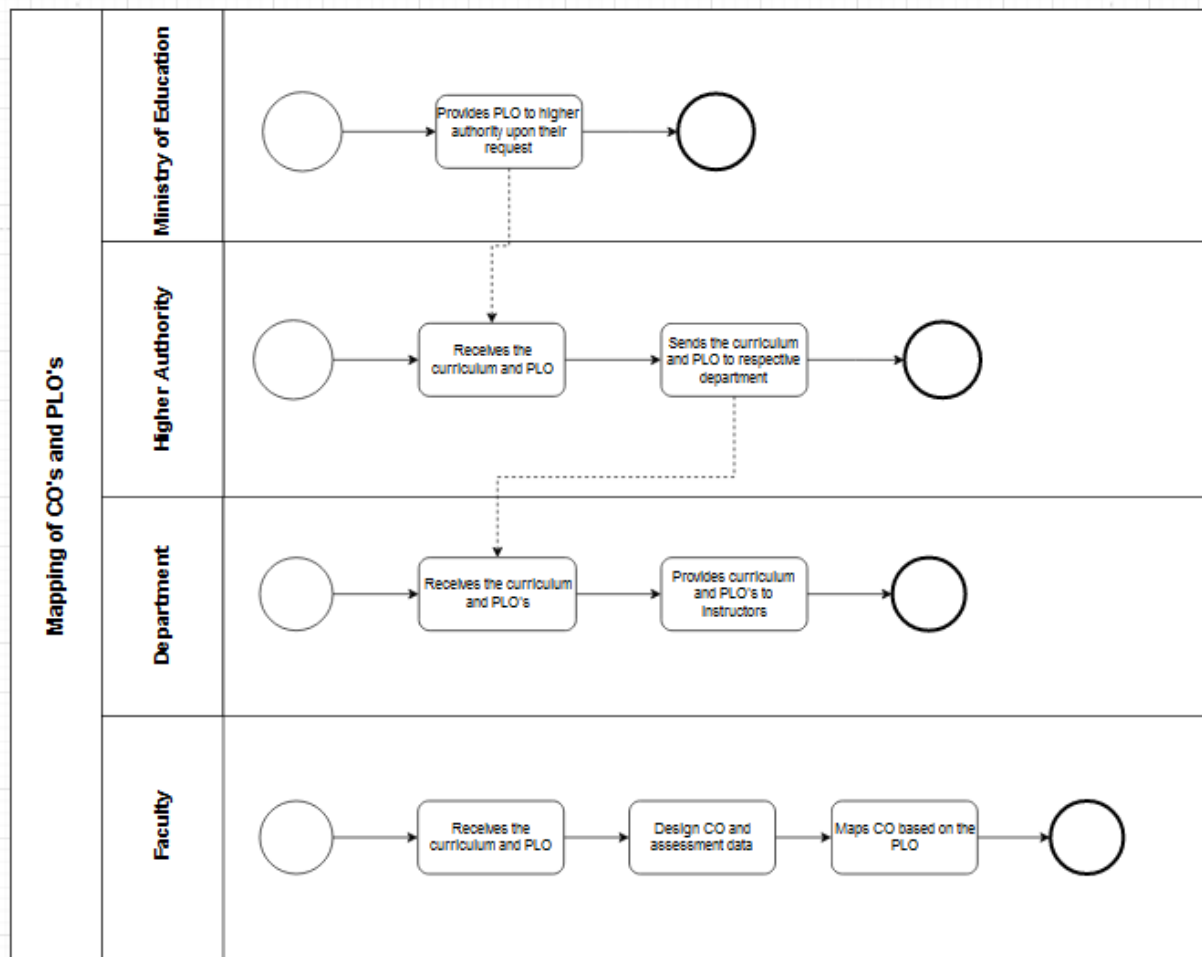 Mapping of CO's and PLO's
Ministry of Education
Provides PLO to higher
authority upon their
request
Higher Authority
Receives the
curriculum and PLO
Sends the curriculum
and PLO to respective
department
Department
Receives the curriculum
and PLO's
Provides curriculum
and PLO's to
Instructors
Faculty
Receives the
curriculum and PLO
Design CO and
assessment data
Maps CO based on the
PLO